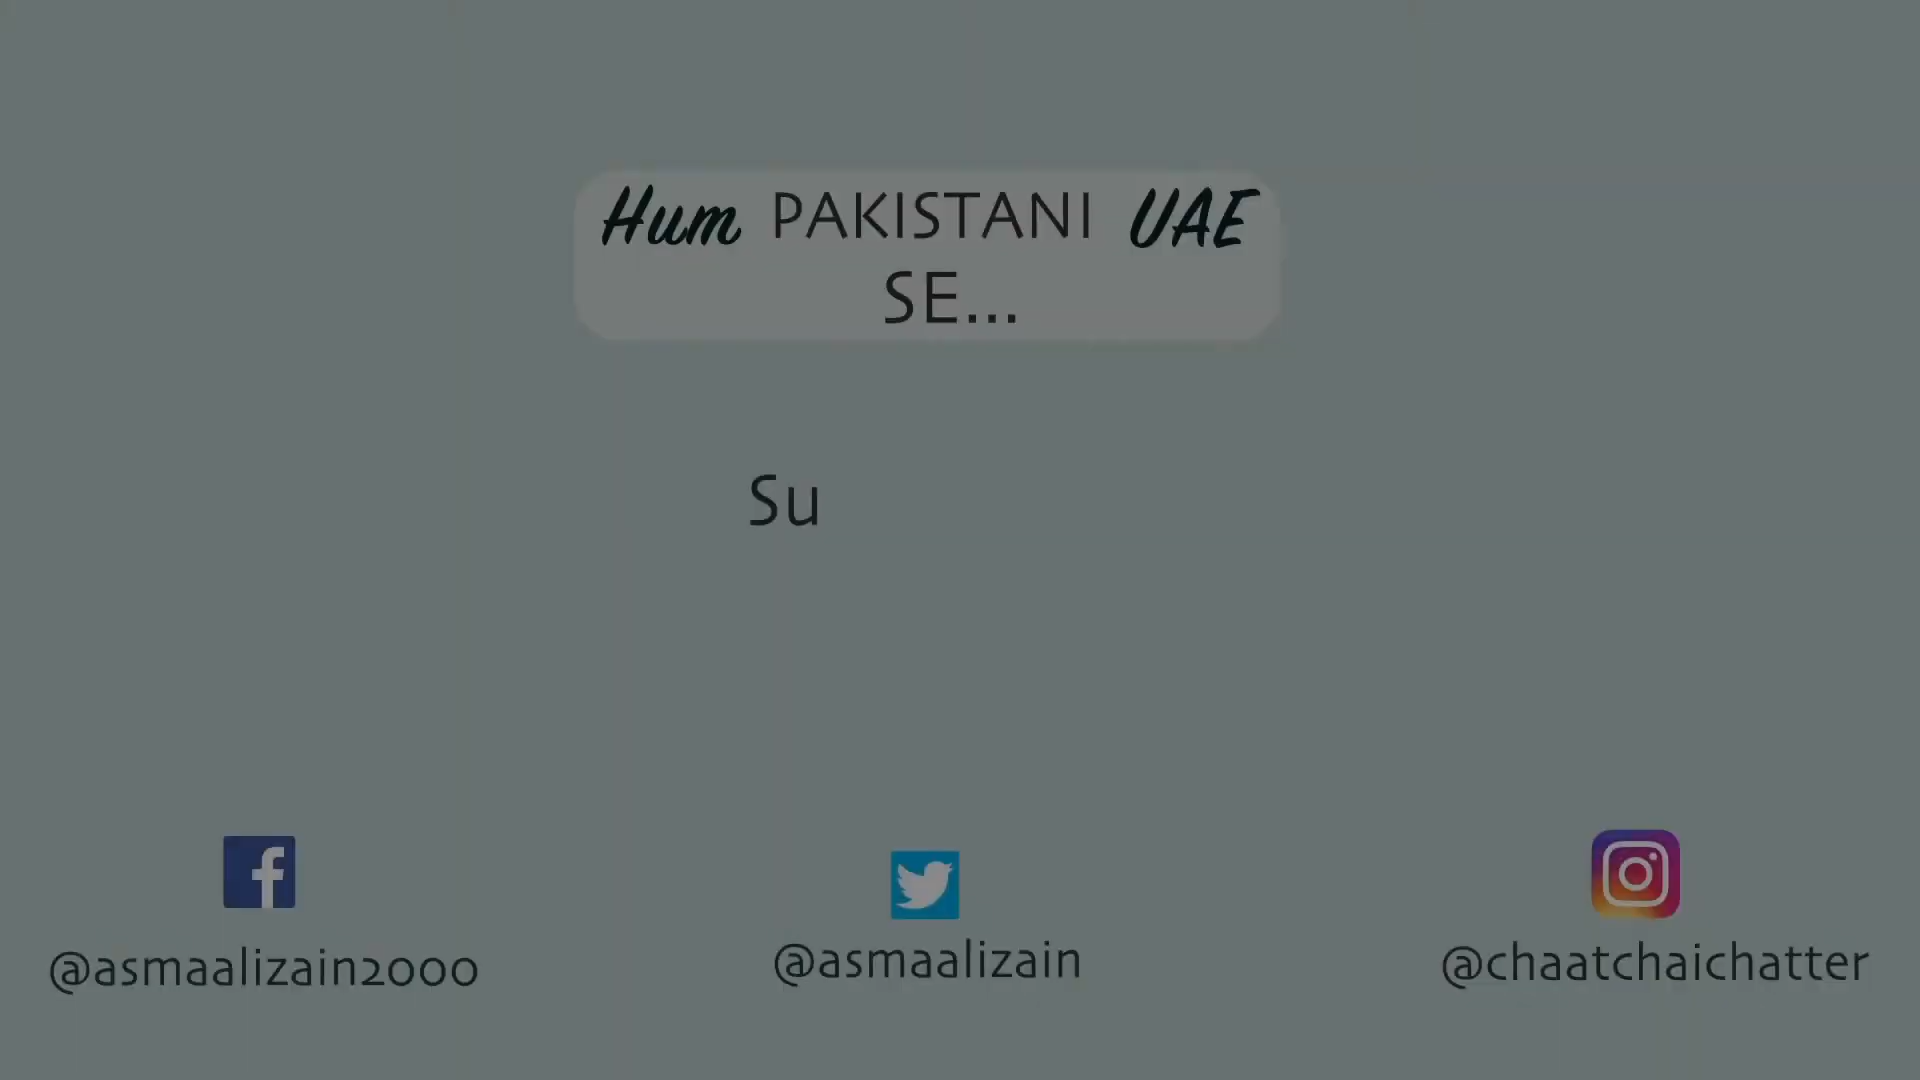 Hum PAKISTANI UAE
SE...
Su
@asmaalizain2000
@asmaalizain
@chaatchaichatter